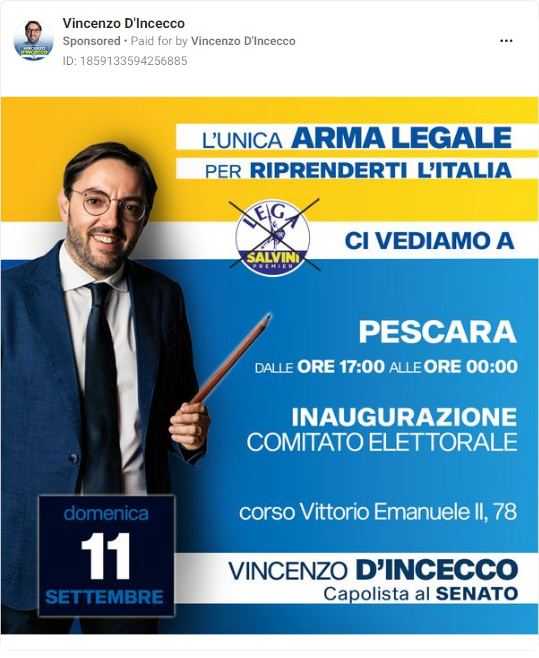 Vincenzo D'Incecco
Sponsored • Paid for by Vincenzo D'Incecco
ID: 1859133594256885
L'UNICA ARMA LEGALE
PER RIPRENDERTI L'ITALIA
LEGA
SALVINI
PREMIER
CI VEDIAMO A
PESCARA
DALLE ORE 17:00 ALLE ORE 00:00
INAUGURAZIONE
COMITATO ELETTORALE
corso Vittorio Emanuele II, 78
domenica
11
SETTEMBRE
VINCENZO D'INCECCO
Capolista al SENATO